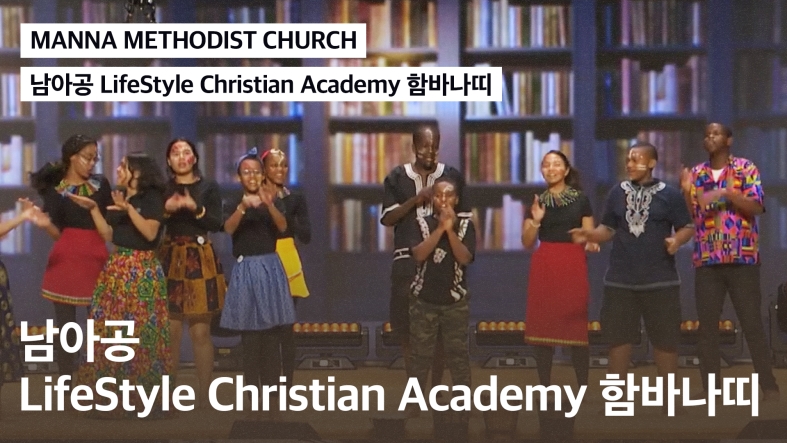 MANNA METHODIST CHURCH
남아공 LifeStyle Christian Academy 함바나띠
남아공
LifeStyle Christian Academy 함바나띠